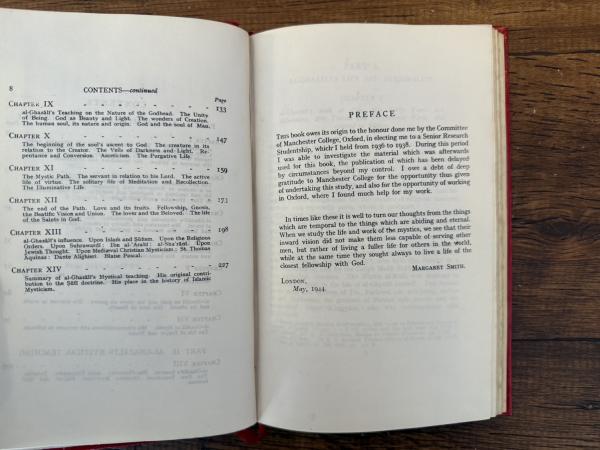 8 CONTENTS—continued
Page
CHAPTER IX - - - - - - - - 133
al-Ghazālī's Teaching on the Nature of the Godhead. The Unity
of Being. God as Beauty and Light. The wonders of Creation.
The human soul, its nature and origin. God and the soul of Man.
CHAPTER X - - - - - - - - 147
The beginning of the soul's ascent to God. The creature in its
relation to the Creator. The Veils of Darkness and Light. Re-
pentance and Conversion. Asceticism. The Purgative Life.
CHAPTER XI - - - - - - - - 159
The Mystic Path. The servant in relation to his Lord. The active
life of virtue. The solitary life of Meditation and Recollection.
The Illuminative Life.
CHAPTER XII - - - - - - - - 171
The end of the Path. Love and its fruits. Fellowship, Gnosis,
the Beatific Vision and Union. The lover and the Beloved. The life
of the Saints in God.
CHAPTER XIII - - - - - - - - 198
al-Ghazālī's influence. Upon Islam and Ṣūfism. Upon the Religious
Orders. Upon Suhrawardī. Ibn al-'Arabī. al-Sha'rānī. Upon
Jewish Thought. Upon Mediæval Christian Mysticism: St. Thomas
Aquinas: Dante Alighieri. Blaise Pascal.
CHAPTER XIV - - - - - - - - 227
Summary of al-Ghazālī's Mystical teaching. His original contribution
to the Ṣūfī doctrine. His place in the history of Islamic
Mysticism.
PREFACE
THIS book owes its origin to the honour done me by the Committee
of Manchester College, Oxford, in electing me to a Senior Research
Studentship, which I held from 1936 to 1938. During this period
I was able to investigate the material which was afterwards
used for this book, the publication of which has been delayed
by circumstances beyond my control. I owe a debt of deep
gratitude to Manchester College for the opportunity thus given
of undertaking this study, and also for the opportunity of working
in Oxford, where I found much help for my work.
In times like these it is well to turn our thoughts from the things
which are temporal to the things which are abiding and eternal.
When we study the life and work of the mystics, we see that their
inward vision did not make them less capable of serving other
men, but rather of living a fuller life for others in the world,
while at the same time they sought always to live a life of the
closest fellowship with God.
MARGARET SMITH.
LONDON,
May, 1944.